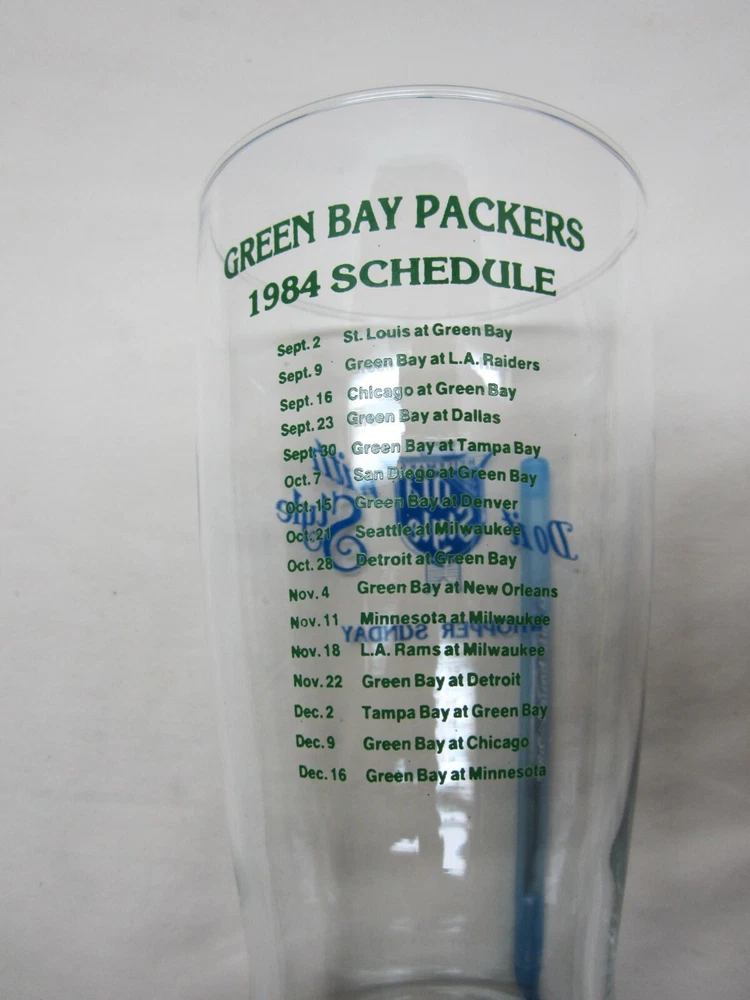 GREEN BAY PACKERS
1984 SCHEDULE
Sept. 2 St. Louis at Green Bay
Sept. 9 Green Bay at L.A. Raiders
Sept. 16 Chicago at Green Bay
Sept. 23 Green Bay at Dallas
Sept. 30 Green Bay at Tampa Bay
Oct. 7 San Diego at Green Bay
Oct. 15 Green Bay at Denver
Oct. 21 Seattle at Milwaukee
Oct. 28 Detroit at Green Bay
Nov. 4 Green Bay at New Orleans
Nov. 11 Minnesota at Milwaukee
Nov. 18 L.A. Rams at Milwaukee
Nov. 22 Green Bay at Detroit
Dec. 2 Tampa Bay at Green Bay
Dec. 9 Green Bay at Chicago
Dec. 16 Green Bay at Minnesota
Do it with
Style
WHOPPER SUNDAY